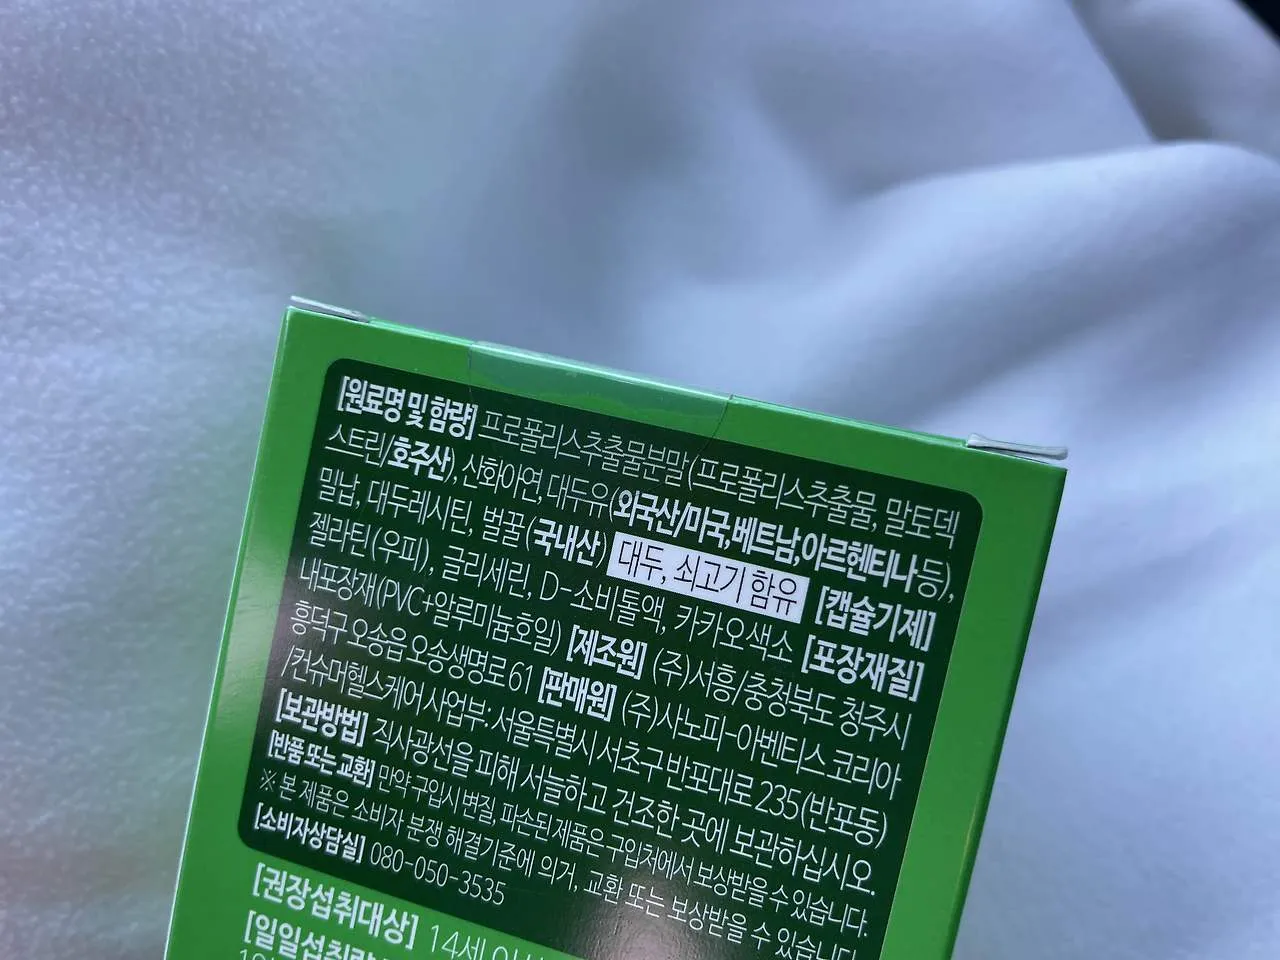 [원료명 및 함량] 프로폴리스추출물분말(프로폴리스추출물, 말토덱
스트린/호주산), 산화아연, 대두유(외국산/미국,베트남,아르헨티나 등),
밀납, 대두레시틴, 벌꿀(국내산) 대두, 쇠고기 함유 [캡슐기제]
젤라틴(우피), 글리세린, D-소비톨액, 카카오색소 [포장재질]
내포장재(PVC+알루미늄호일) [제조원] (주)서흥/충청북도 청주시
흥덕구 오송읍 오송생명로 61 [판매원] (주)사노피-아벤티스 코리아
/컨슈머헬스케어 사업부: 서울특별시 서초구 반포대로 235(반포동)
[보관방법] 직사광선을 피해 서늘하고 건조한 곳에 보관하십시오.
[반품 또는 교환] 만약 구입시 변질, 파손된 제품은 구입처에서 보상받을 수 있습니다.
※ 본 제품은 소비자 분쟁 해결기준에 의거, 교환 또는 보상받을 수 있습니다.
[소비자상담실] 080-050-3535
[권장섭취대상] 14세